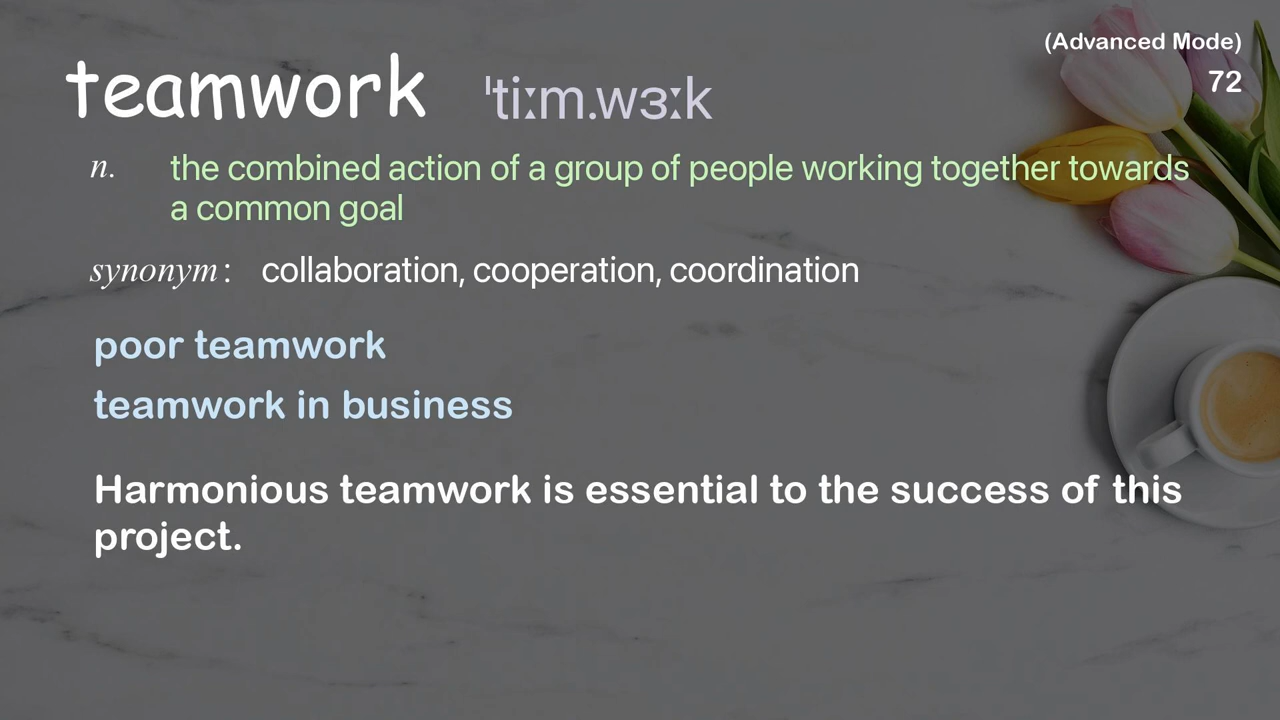 (Advanced Mode)
72
teamwork ˈtiːm.wɜːk
n. the combined action of a group of people working together towards
a common goal
synonym: collaboration, cooperation, coordination
poor teamwork
teamwork in business
Harmonious teamwork is essential to the success of this
project.